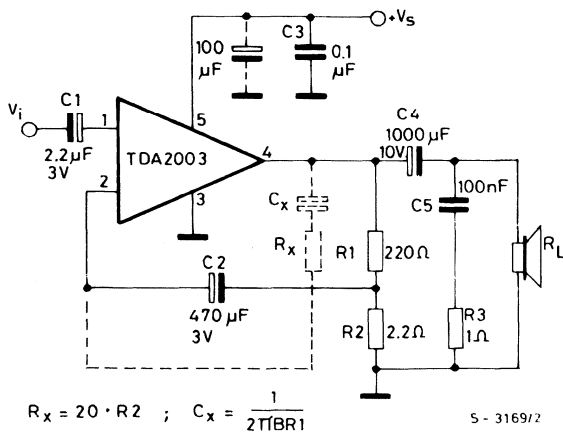 +Vs
100 µF
C3
0.1 µF
Vi
C1
2.2µF
3V
1
2
5
TDA2003
4
3
C4
1000µF
10V
100nF
C5
Cx
Rx
R1
220Ω
RL
C2
470µF
3V
R2
2.2Ω
R3
1Ω
Rx = 20 · R2 ; Cx = 1 / 2πBR1
S-3169/2